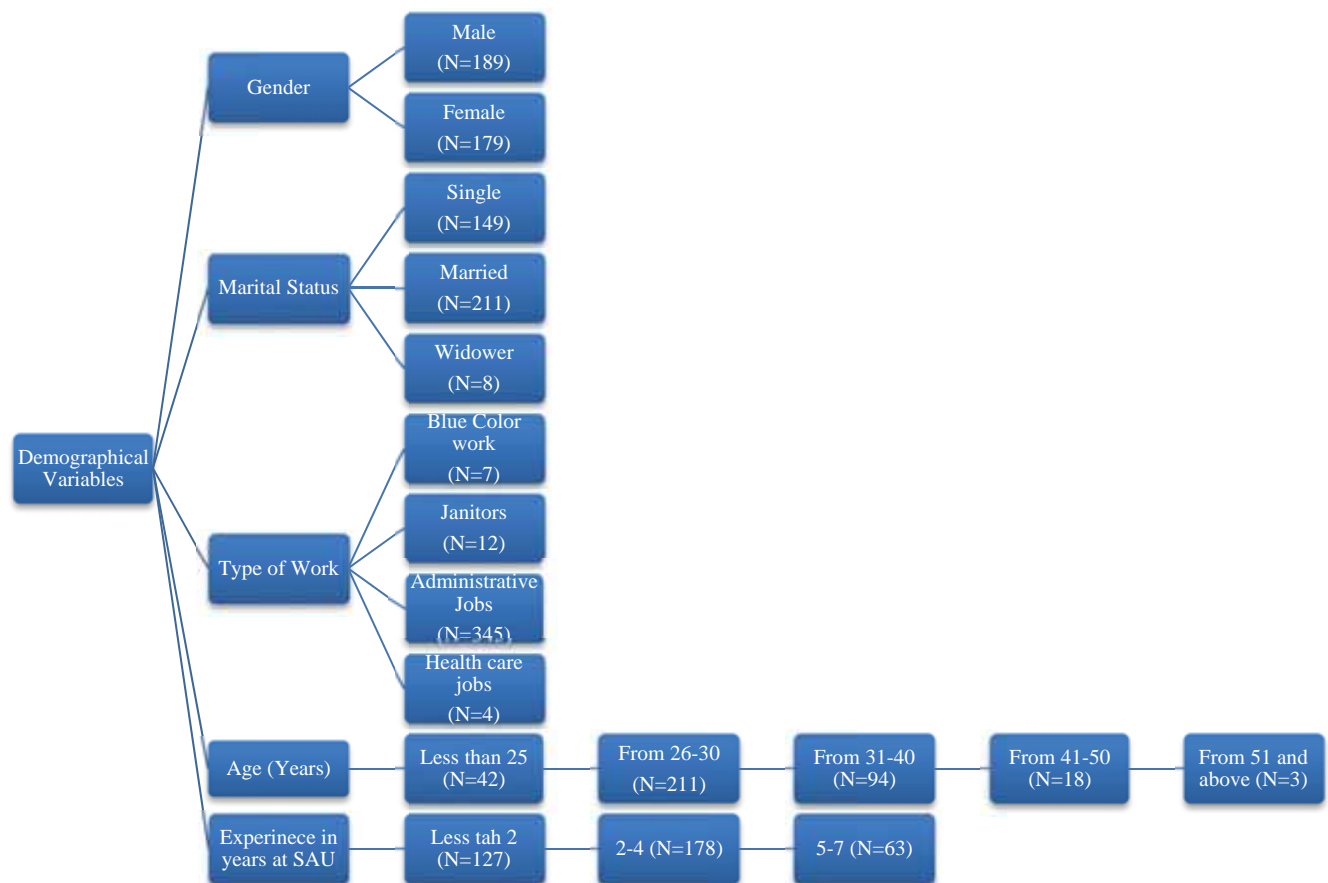 Demographical
Variables
Gender
Male
(N=189)
Female
(N=179)
Marital Status
Single
(N=149)
Married
(N=211)
Widower
(N=8)
Type of Work
Blue Color
work
(N=7)
Janitors
(N=12)
Administrative
Jobs
(N=345)
Health care
jobs
(N=4)
Age (Years)
Less than 25
(N=42)
From 26-30
(N=211)
From 31-40
(N=94)
From 41-50
(N=18)
From 51 and
above (N=3)
Experinece in
years at SAU
Less tah 2
(N=127)
2-4 (N=178)
5-7 (N=63)